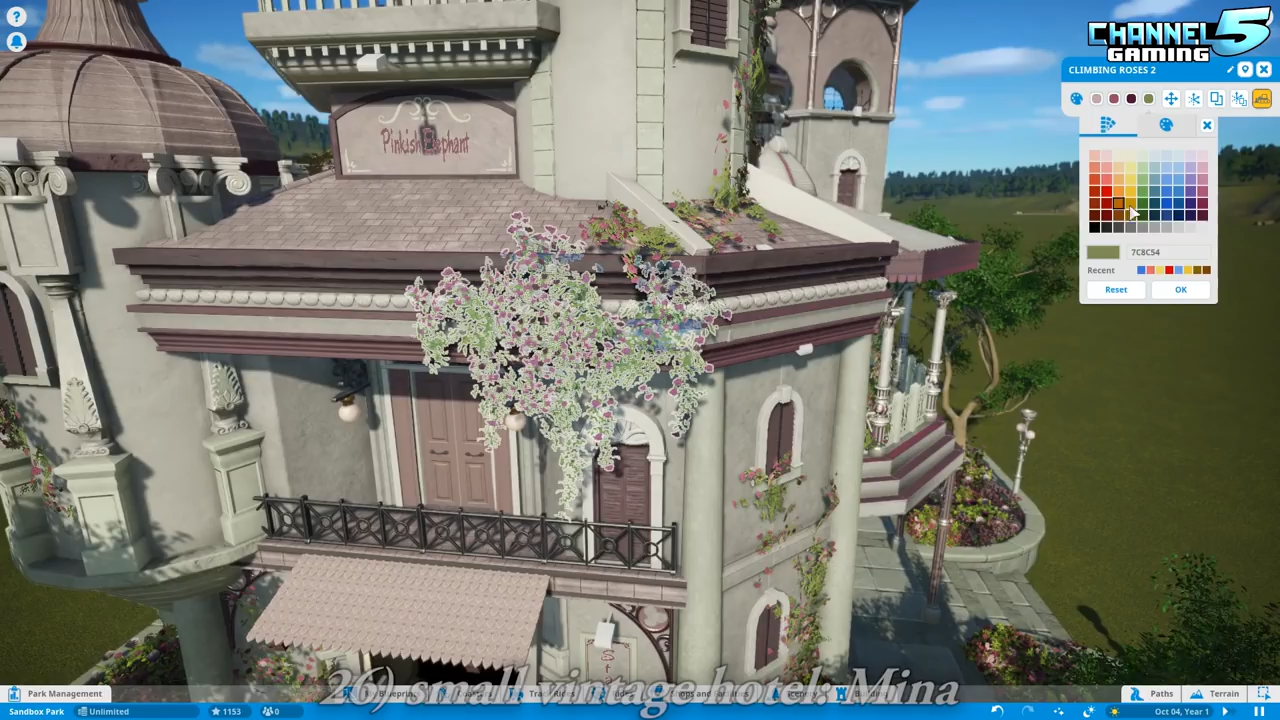 CHANNEL 5
GAMING
CLIMBING ROSES 2
Pinkish Elephant
7C8C54
Recent
Reset
OK
26) small vintage hotel: Mina
Park Management
Paths
Terrain
Sandbox Park
Unlimited
1153
0
Oct 04, Year 1